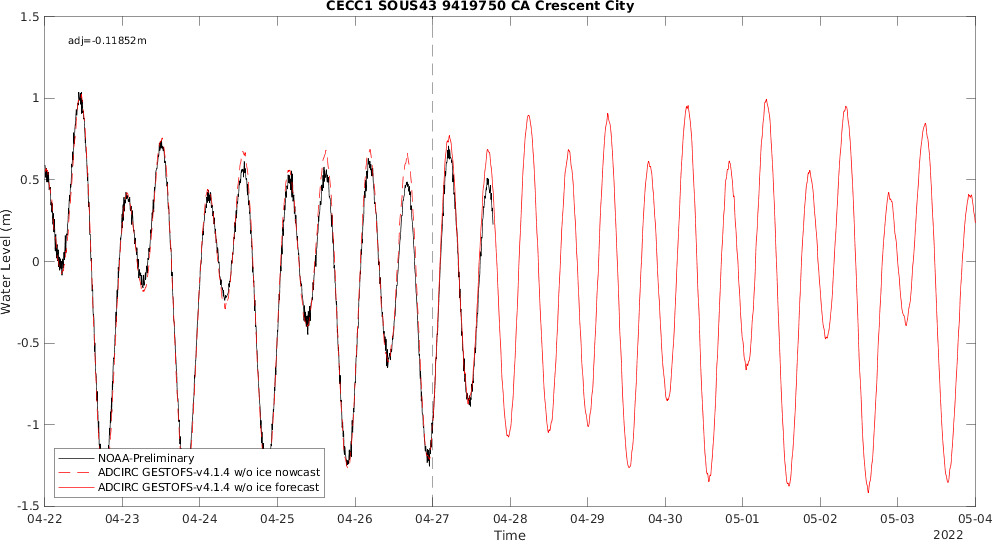 CECC1 SOUS43 9419750 CA Crescent City
adj=-0.11852m
1.5
1
0.5
0
-0.5
-1
-1.5
Water Level (m)
NOAA-Preliminary
ADCIRC GESTOFS-v4.1.4 w/o ice nowcast
ADCIRC GESTOFS-v4.1.4 w/o ice forecast
04-22 04-23 04-24 04-25 04-26 04-27 04-28 04-29 04-30 05-01 05-02 05-03 05-04
Time
2022